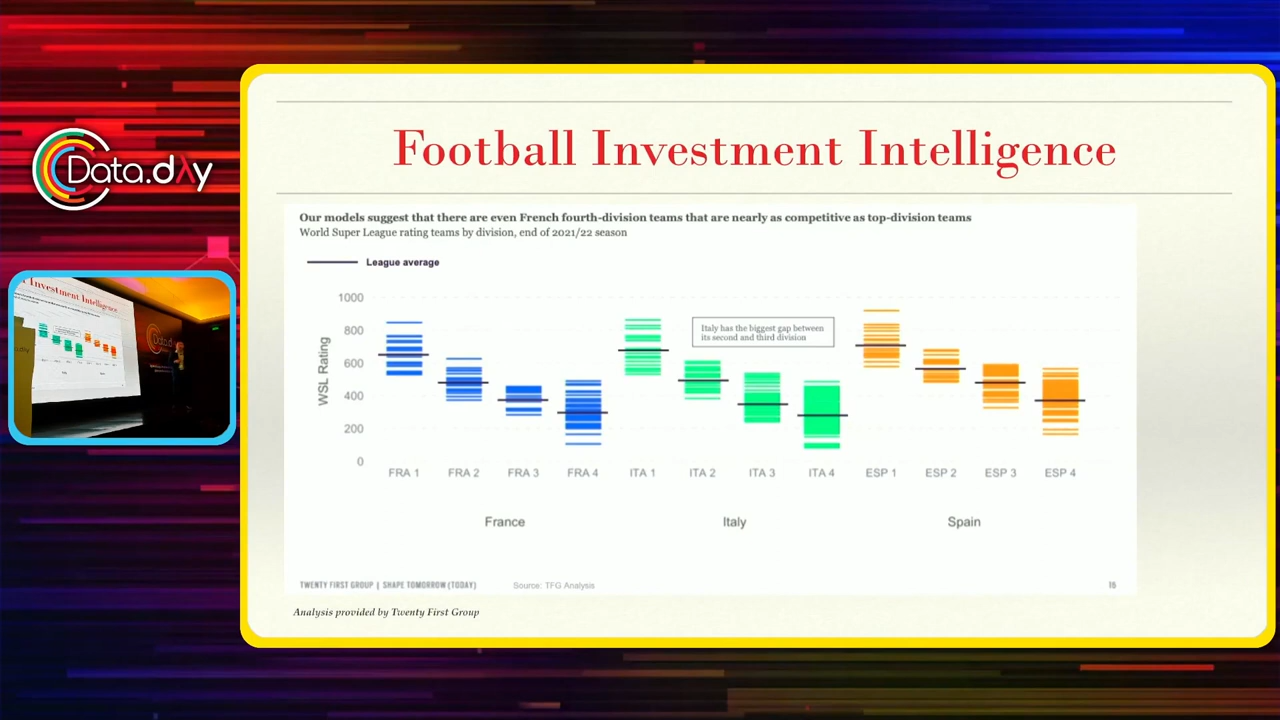 Football Investment Intelligence
Data.dAy
Our models suggest that there are even French fourth-division teams that are nearly as competitive as top-division teams
World Super League rating teams by division, end of 2021/22 season
League average
1000
800
600
400
200
0
WSL Rating
Italy has the biggest gap between
its second and third division
FRA 1 FRA 2 FRA 3 FRA 4 ITA 1 ITA 2 ITA 3 ITA 4 ESP 1 ESP 2 ESP 3 ESP 4
France Italy Spain
TWENTY FIRST GROUP | SHAPE TOMORROW (TODAY) Source: TFG Analysis
Analysis provided by Twenty First Group
Investment Intelligence